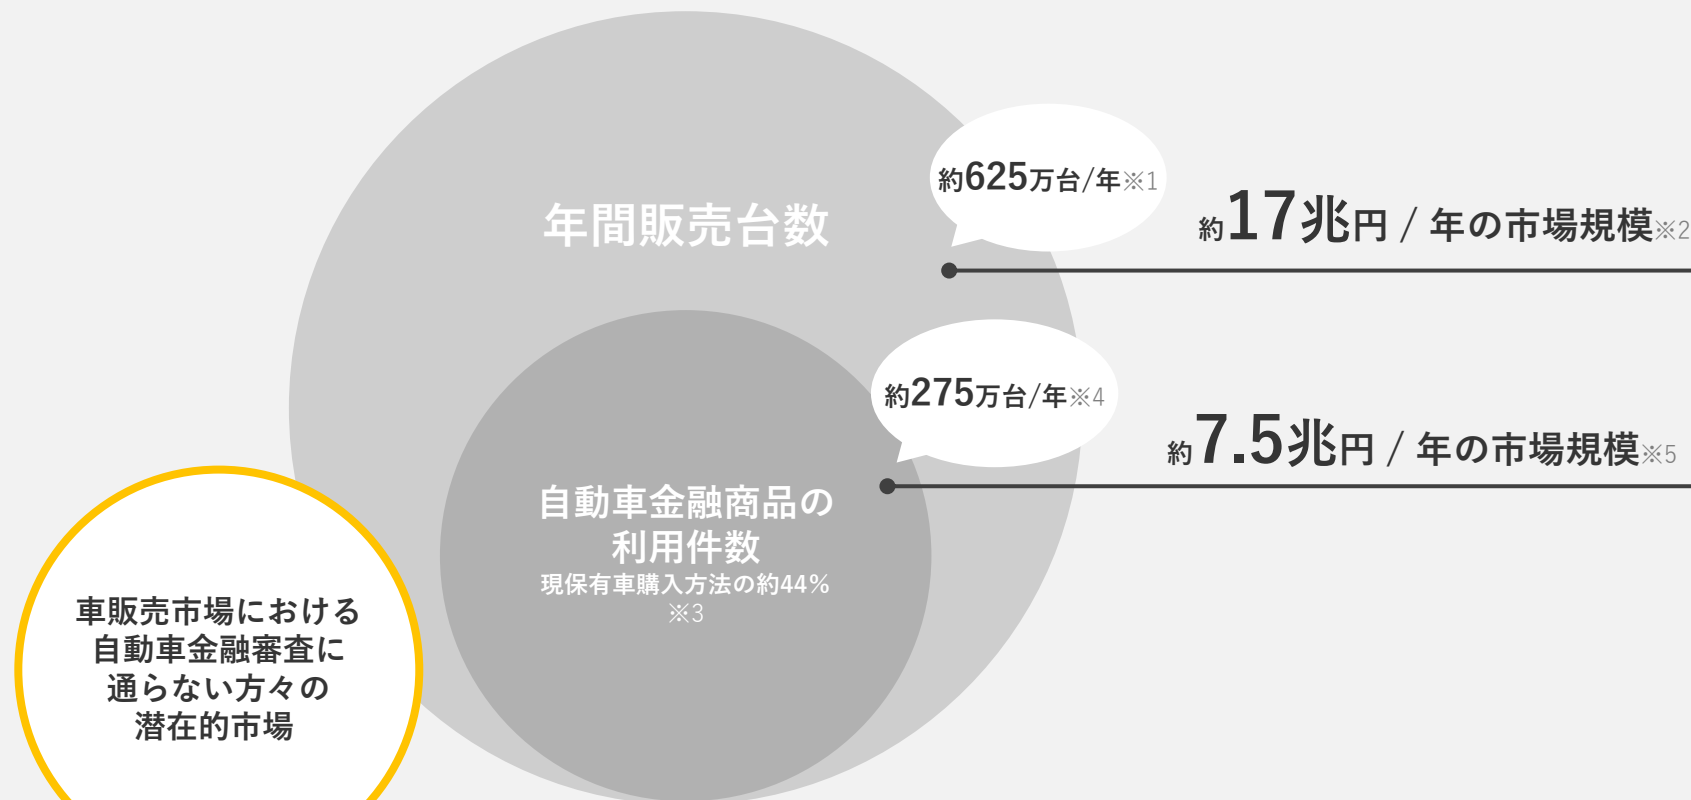 年間販売台数
約625万台/年※1
約17兆円 / 年の市場規模※2
約275万台/年※4
約7.5兆円 / 年の市場規模※5
自動車金融商品の
利用件数
現保有車購入方法の約44%
※3
車販売市場における
自動車金融審査に
通らない方々の
潜在的市場